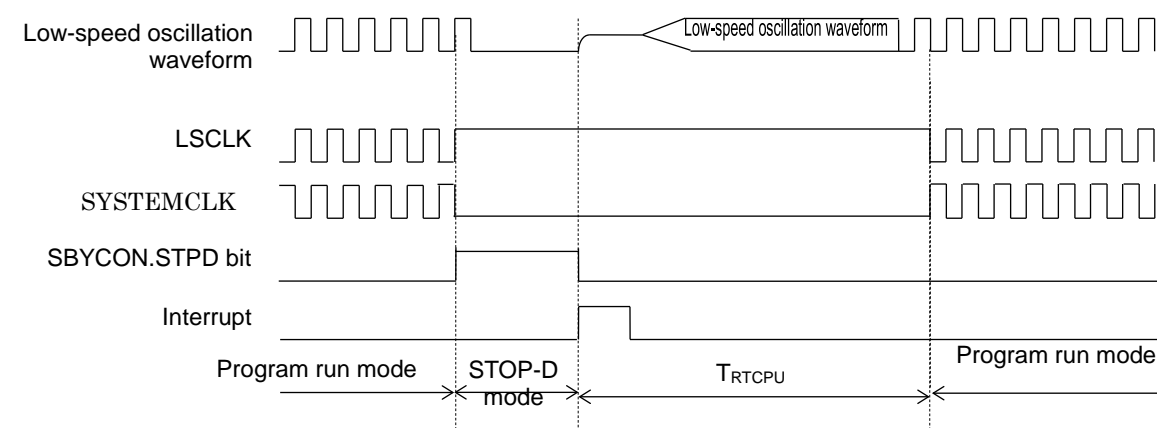 Low-speed oscillation
waveform
Low-speed oscillation waveform
LSCLK
SYSTEMCLK
SBYCON.STPD bit
Interrupt
Program run mode
STOP-D
mode
TRTCPU
Program run mode